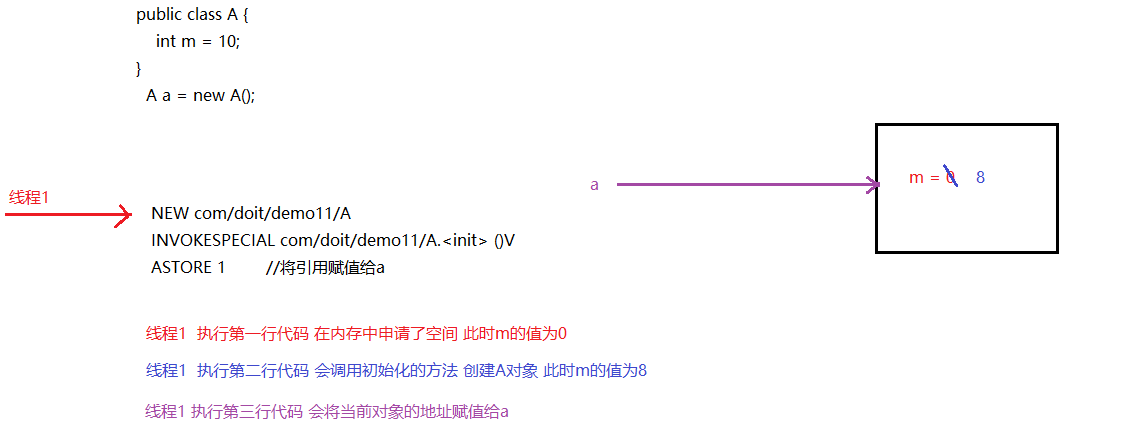 public class A {
int m = 10;
}
A a = new A();
线程1
a
m = 0 8
NEW com/doit/demo11/A
INVOKESPECIAL com/doit/demo11/A.<init> ()V
ASTORE 1 //将引用赋值给a
线程1 执行第一行代码 在内存中申请了空间 此时m的值为0
线程1 执行第二行代码 会调用初始化的方法 创建A对象 此时m的值为8
线程1 执行第三行代码 会将当前对象的地址赋值给a